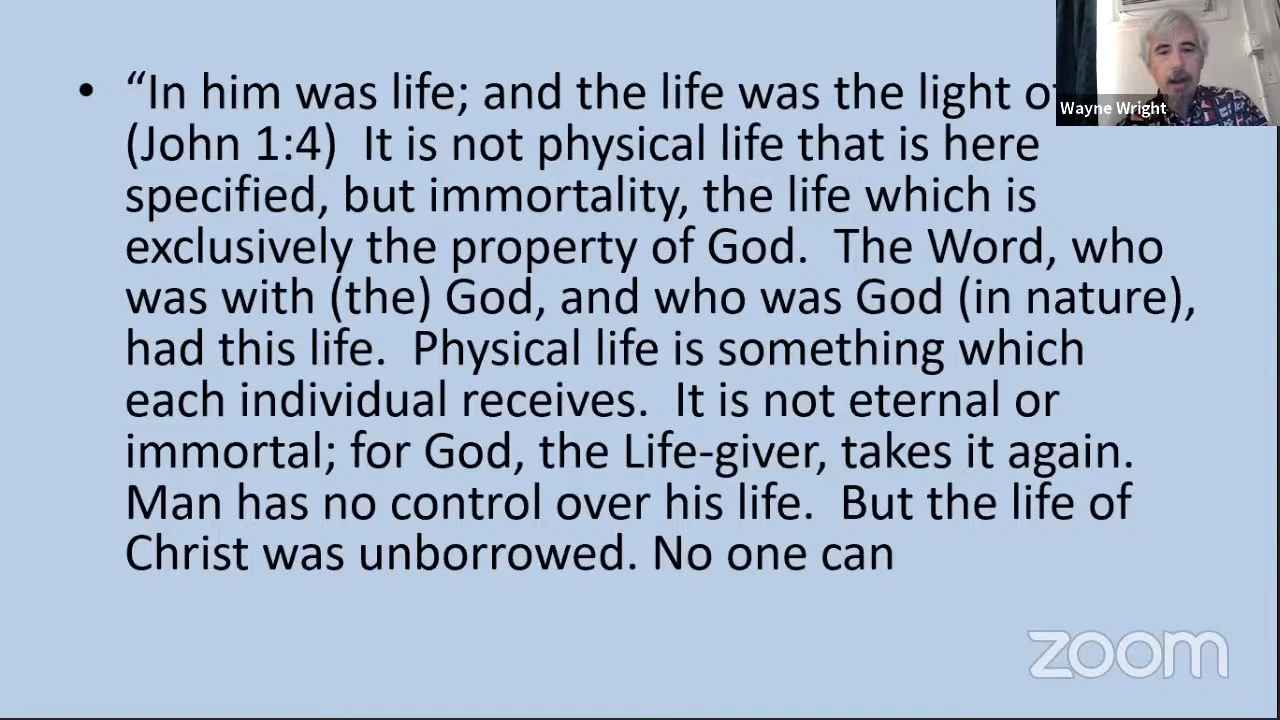 • “In him was life; and the life was the light of
Wayne Wright
(John 1:4)  It is not physical life that is here
specified, but immortality, the life which is
exclusively the property of God.  The Word, who
was with (the) God, and who was God (in nature),
had this life.  Physical life is something which
each individual receives.  It is not eternal or
immortal; for God, the Life-giver, takes it again.
Man has no control over his life.  But the life of
Christ was unborrowed. No one can
zoom